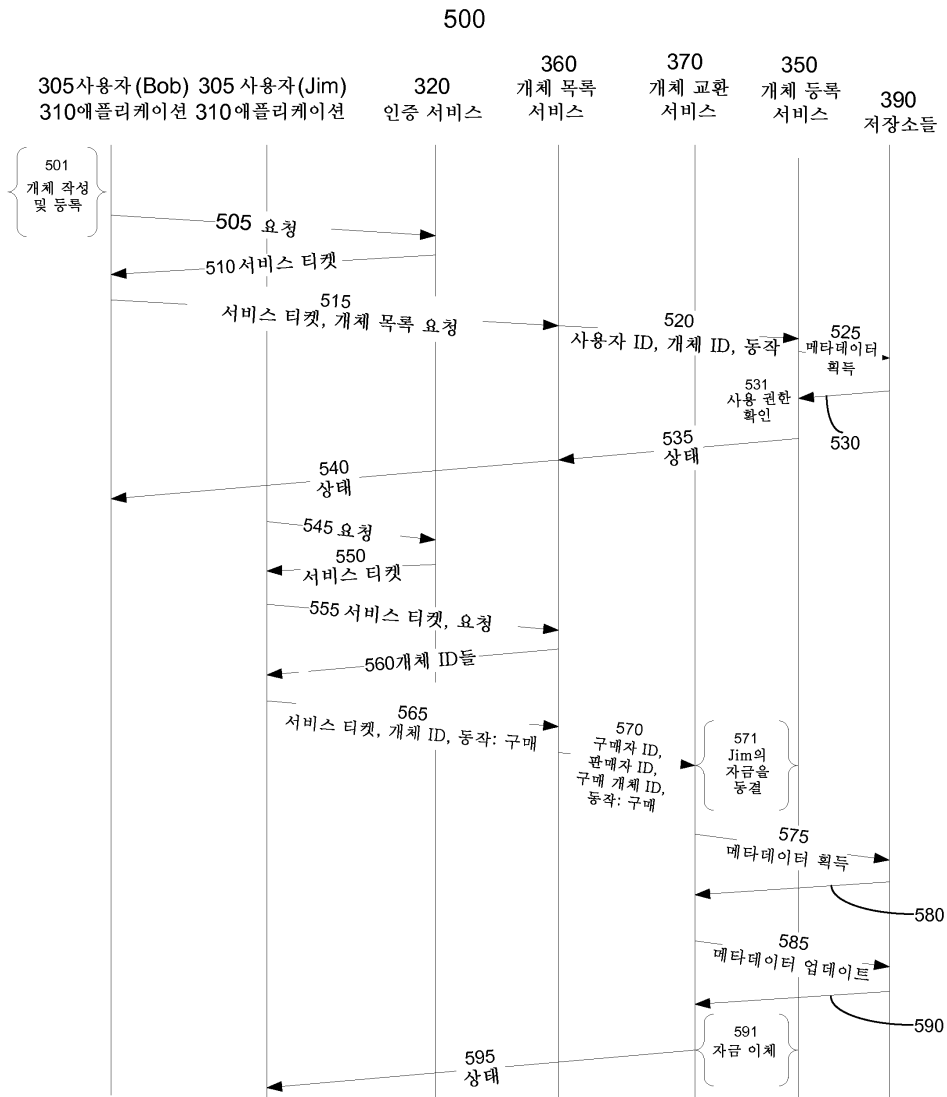 500
305사용자(Bob)
310애플리케이션
305 사용자(Jim)
310애플리케이션
320
인증 서비스
360
개체 목록
서비스
370
개체 교환
서비스
350
개체 등록
서비스
390
저장소들
501
개체 작성
및 등록
505 요청
510서비스 티켓
515
서비스 티켓, 개체 목록 요청
520
사용자 ID, 개체 ID, 동작
525
메타데이터
획득
531
사용 권한
확인
530
535
상태
540
상태
545 요청
550
서비스 티켓
555 서비스 티켓, 요청
560개체 ID들
565
서비스 티켓, 개체 ID, 동작: 구매
570
구매자 ID,
판매자 ID,
구매 개체 ID,
동작: 구매
571
Jim의
자금을
동결
575
메타데이터 획득
580
585
메타데이터 업데이트
590
591
자금 이체
595
상태